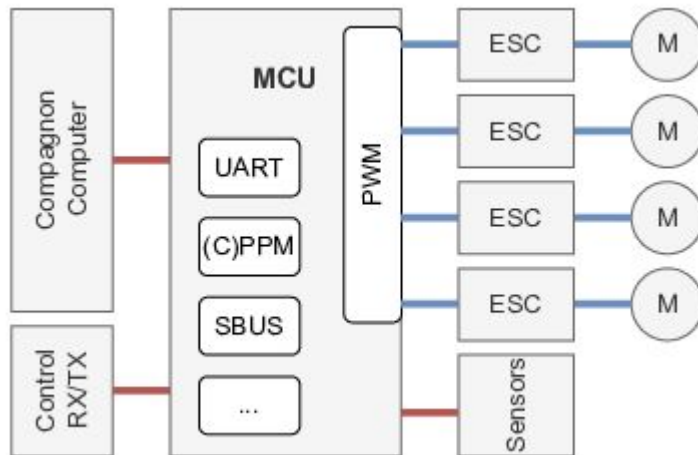 Compagnon
Computer
Control
RX/TX
MCU
UART
(C)PPM
SBUS
...
PWM
ESC
M
ESC
M
ESC
M
ESC
M
Sensors